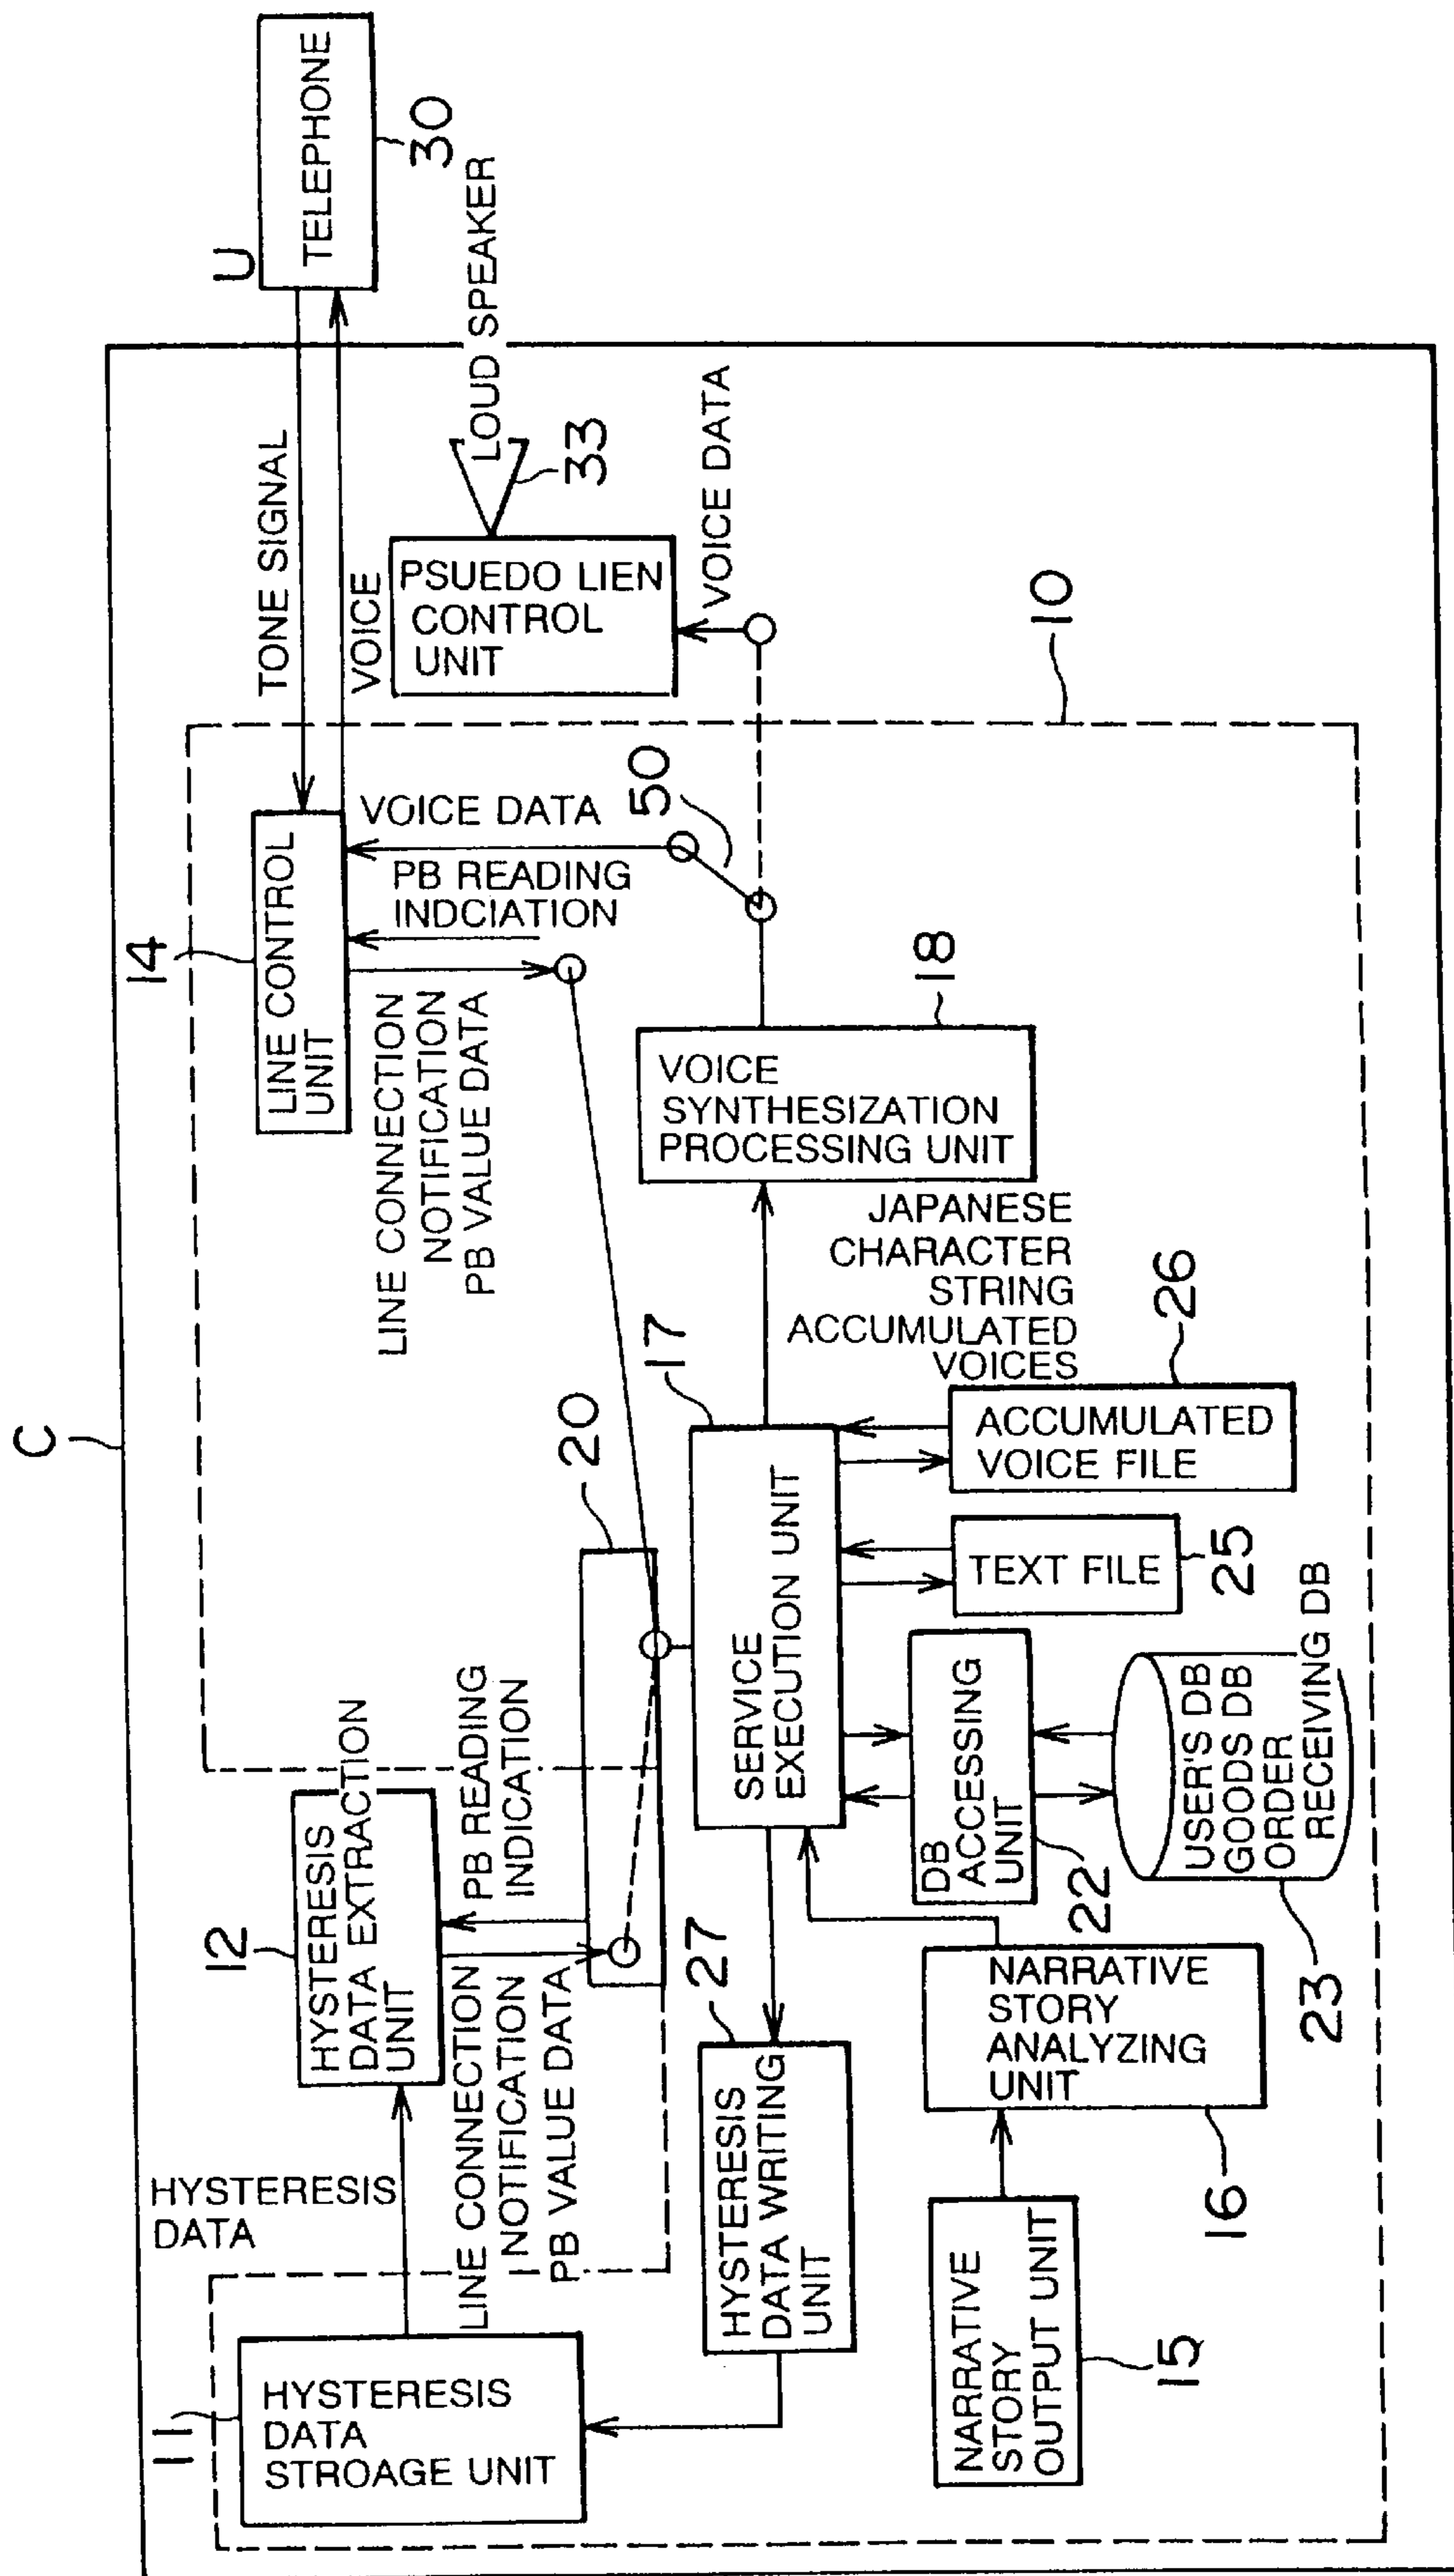 C
U
TELEPHONE
30
TONE SIGNAL
VOICE
LOUD SPEAKER
33
PSUEDO LIEN
CONTROL
UNIT
VOICE DATA
10
14
LINE CONTROL
UNIT
VOICE DATA
50
PB READING
INDCIATION
LINE CONNECTION
NOTIFICATION
PB VALUE DATA
18
VOICE
SYNTHESIZATION
PROCESSING UNIT
JAPANESE
CHARACTER
STRING
ACCUMULATED
VOICES
20
17
SERVICE
EXECUTION UNIT
26
ACCUMULATED
VOICE FILE
TEXT FILE
25
DB
ACCESSING
UNIT
22
USER'S DB
GOODS DB
ORDER
RECEIVING DB
23
12
HYSTERESIS
DATA EXTRACTION
UNIT
PB READING
INDICATION
LINE CONNECTION
NOTIFICATION
PB VALUE DATA
HYSTERESIS
DATA
27
HYSTERESIS
DATA WRITING
UNIT
NARRATIVE
STORY
ANALYZING
UNIT
16
11
HYSTERESIS
DATA
STROAGE UNIT
NARRATIVE
STORY
OUTPUT UNIT
15